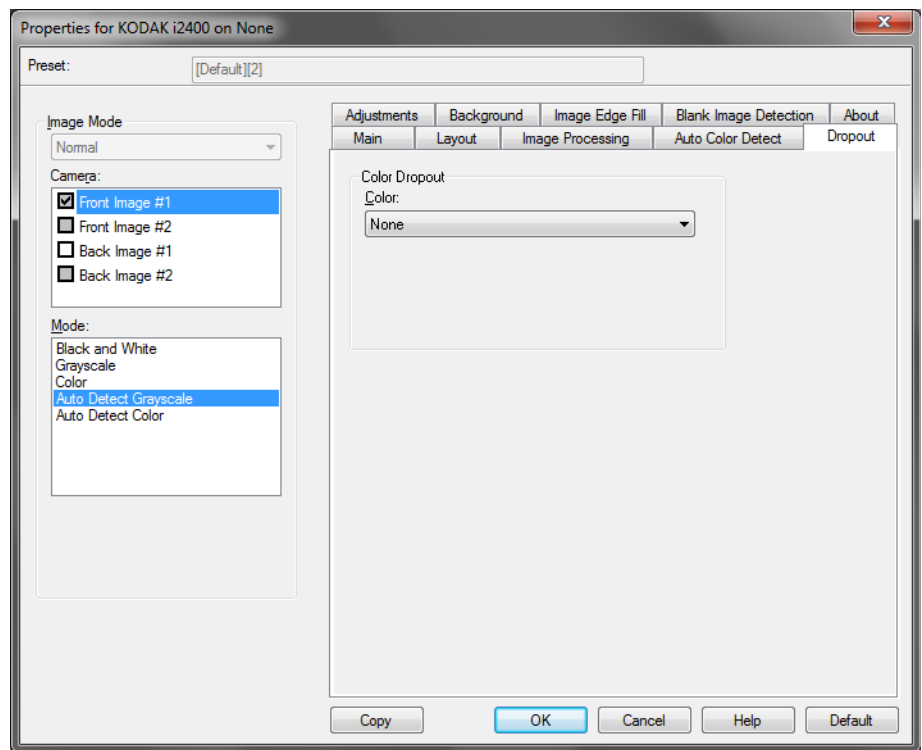 Properties for KODAK i2400 on None
Preset:
[Default][2]
Image Mode
Normal
Camera:
Front Image #1
Front Image #2
Back Image #1
Back Image #2
Mode:
Black and White
Grayscale
Color
Auto Detect Grayscale
Auto Detect Color
Adjustments Background Image Edge Fill Blank Image Detection About
Main Layout Image Processing Auto Color Detect Dropout
Color Dropout
Color:
None
Copy OK Cancel Help Default